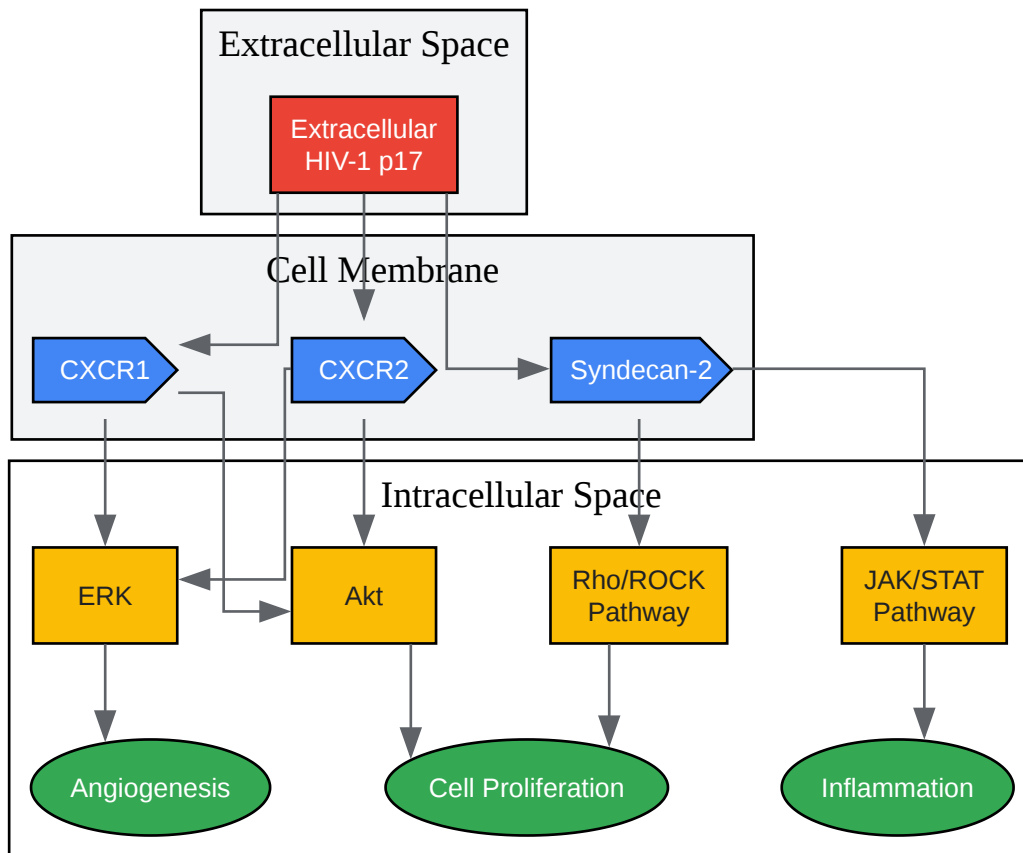 Extracellular Space
Extracellular
HIV-1 p17
Cell Membrane
CXCR1
CXCR2
Syndecan-2
Intracellular Space
ERK
Akt
Rho/ROCK
Pathway
JAK/STAT
Pathway
Angiogenesis
Cell Proliferation
Inflammation